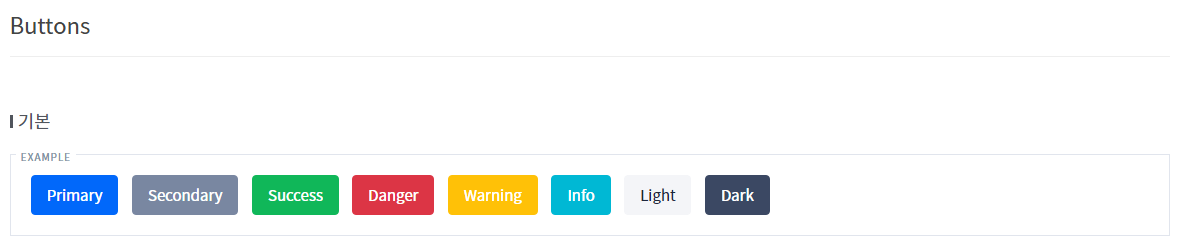 Buttons
기본
EXAMPLE
Primary Secondary Success Danger Warning Info Light Dark